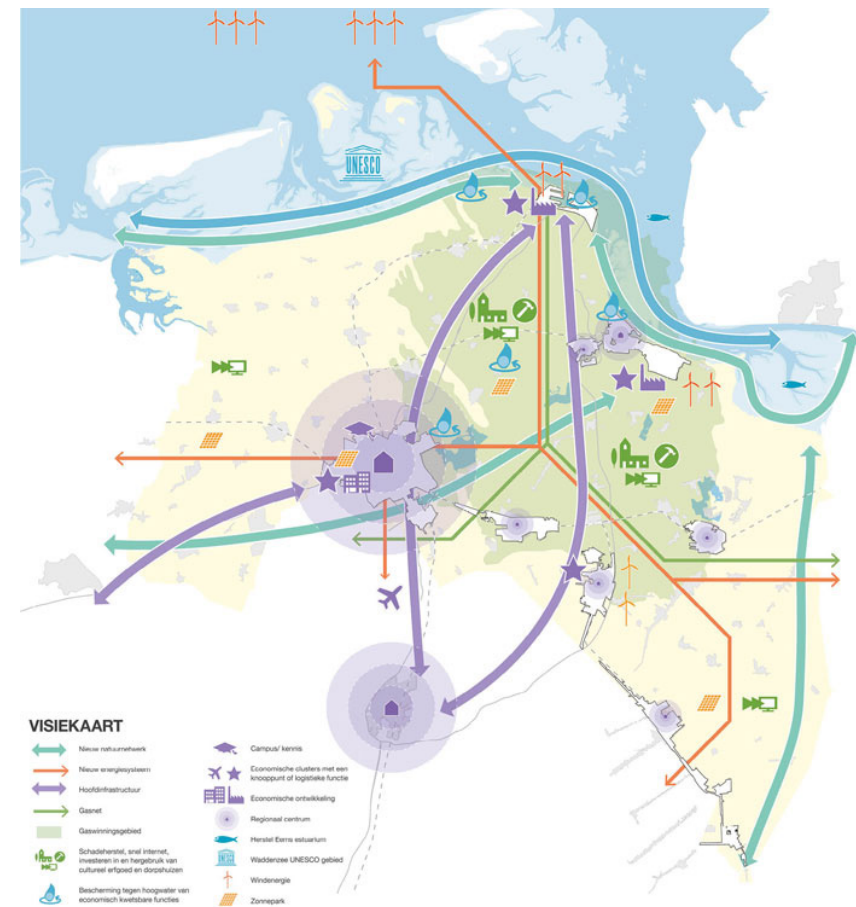 UNESCO
VISIEKAART
Nieuw natuurnetwerk
Nieuw energiesysteem
Hoofdinfrastructuur
Gasnet
Gaswinningsgebied
Schadeherstel, snel internet,
investeren in en hergebruik van
cultureel erfgoed en dorpshuizen
Bescherming tegen hoogwater van
economisch kwetsbare functies
Campus/ kennis
Economische clusters met een
knooppunt of logistieke functie
Economische ontwikkeling
Regionaal centrum
Herstel Eems estuarium
UNESCO
Waddenzee UNESCO gebied
Windenergie
Zonnepark